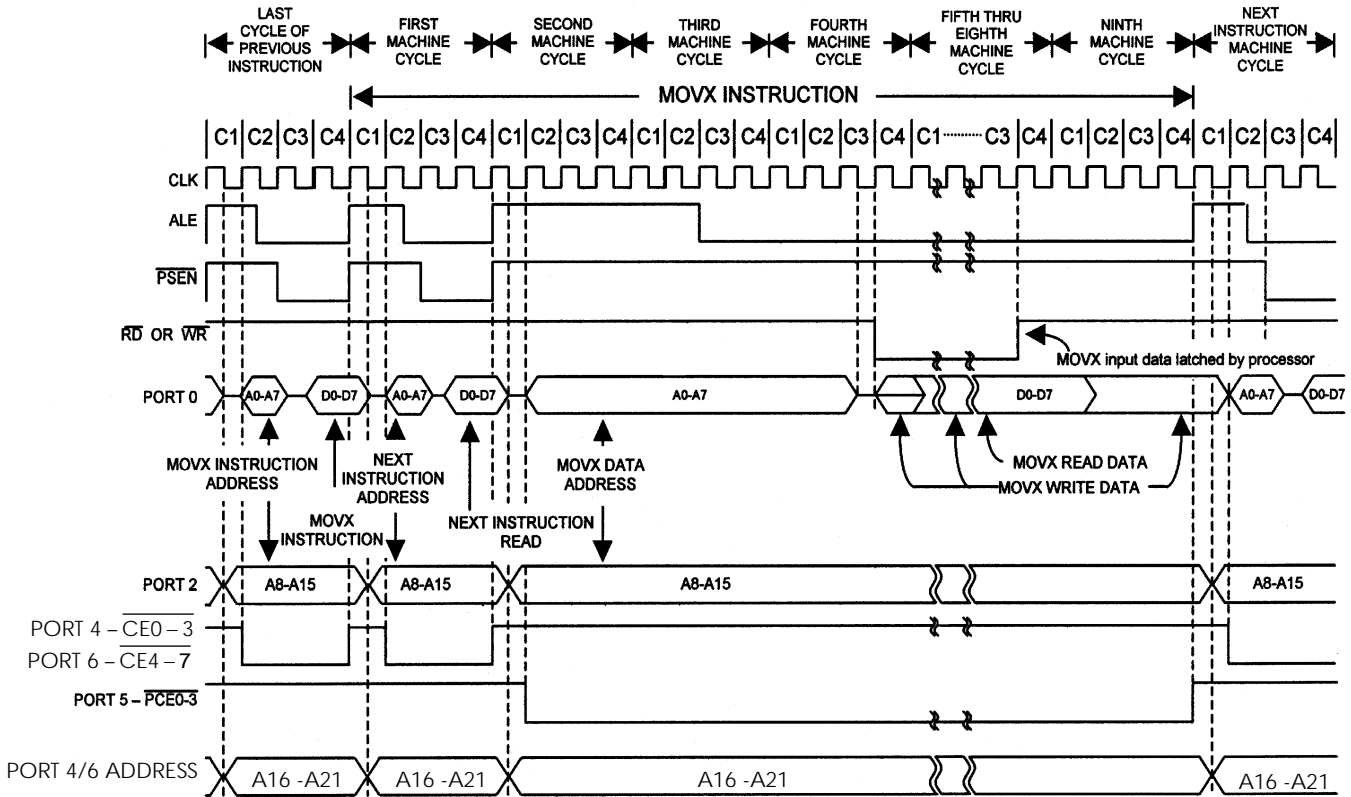 LAST CYCLE OF PREVIOUS INSTRUCTION
FIRST MACHINE CYCLE
SECOND MACHINE CYCLE
THIRD MACHINE CYCLE
FOURTH MACHINE CYCLE
FIFTH THRU EIGHTH MACHINE CYCLE
NINTH MACHINE CYCLE
NEXT INSTRUCTION MACHINE CYCLE
MOVX INSTRUCTION
C1 C2 C3 C4 C1 C2 C3 C4 C1 C2 C3 C4 C1 C2 C3 C4 C1 C2 C3 C4 C1 ......... C3 C4 C1 C2 C3 C4 C1 C2 C3 C4
CLK
ALE
PSEN
RD OR WR
MOVX input data latched by processor
PORT 0
A0-A7 D0-D7 A0-A7 D0-D7 A0-A7 D0-D7 A0-A7 D0-D7
MOVX INSTRUCTION ADDRESS
NEXT INSTRUCTION ADDRESS
MOVX DATA ADDRESS
MOVX READ DATA
MOVX WRITE DATA
MOVX INSTRUCTION
NEXT INSTRUCTION READ
PORT 2
A8-A15 A8-A15 A8-A15 A8-A15
PORT 4 – CE0 – 3
PORT 6 – CE4 – 7
PORT 5 – PCE0-3
PORT 4/6 ADDRESS
A16 -A21 A16 -A21 A16 -A21 A16 -A21